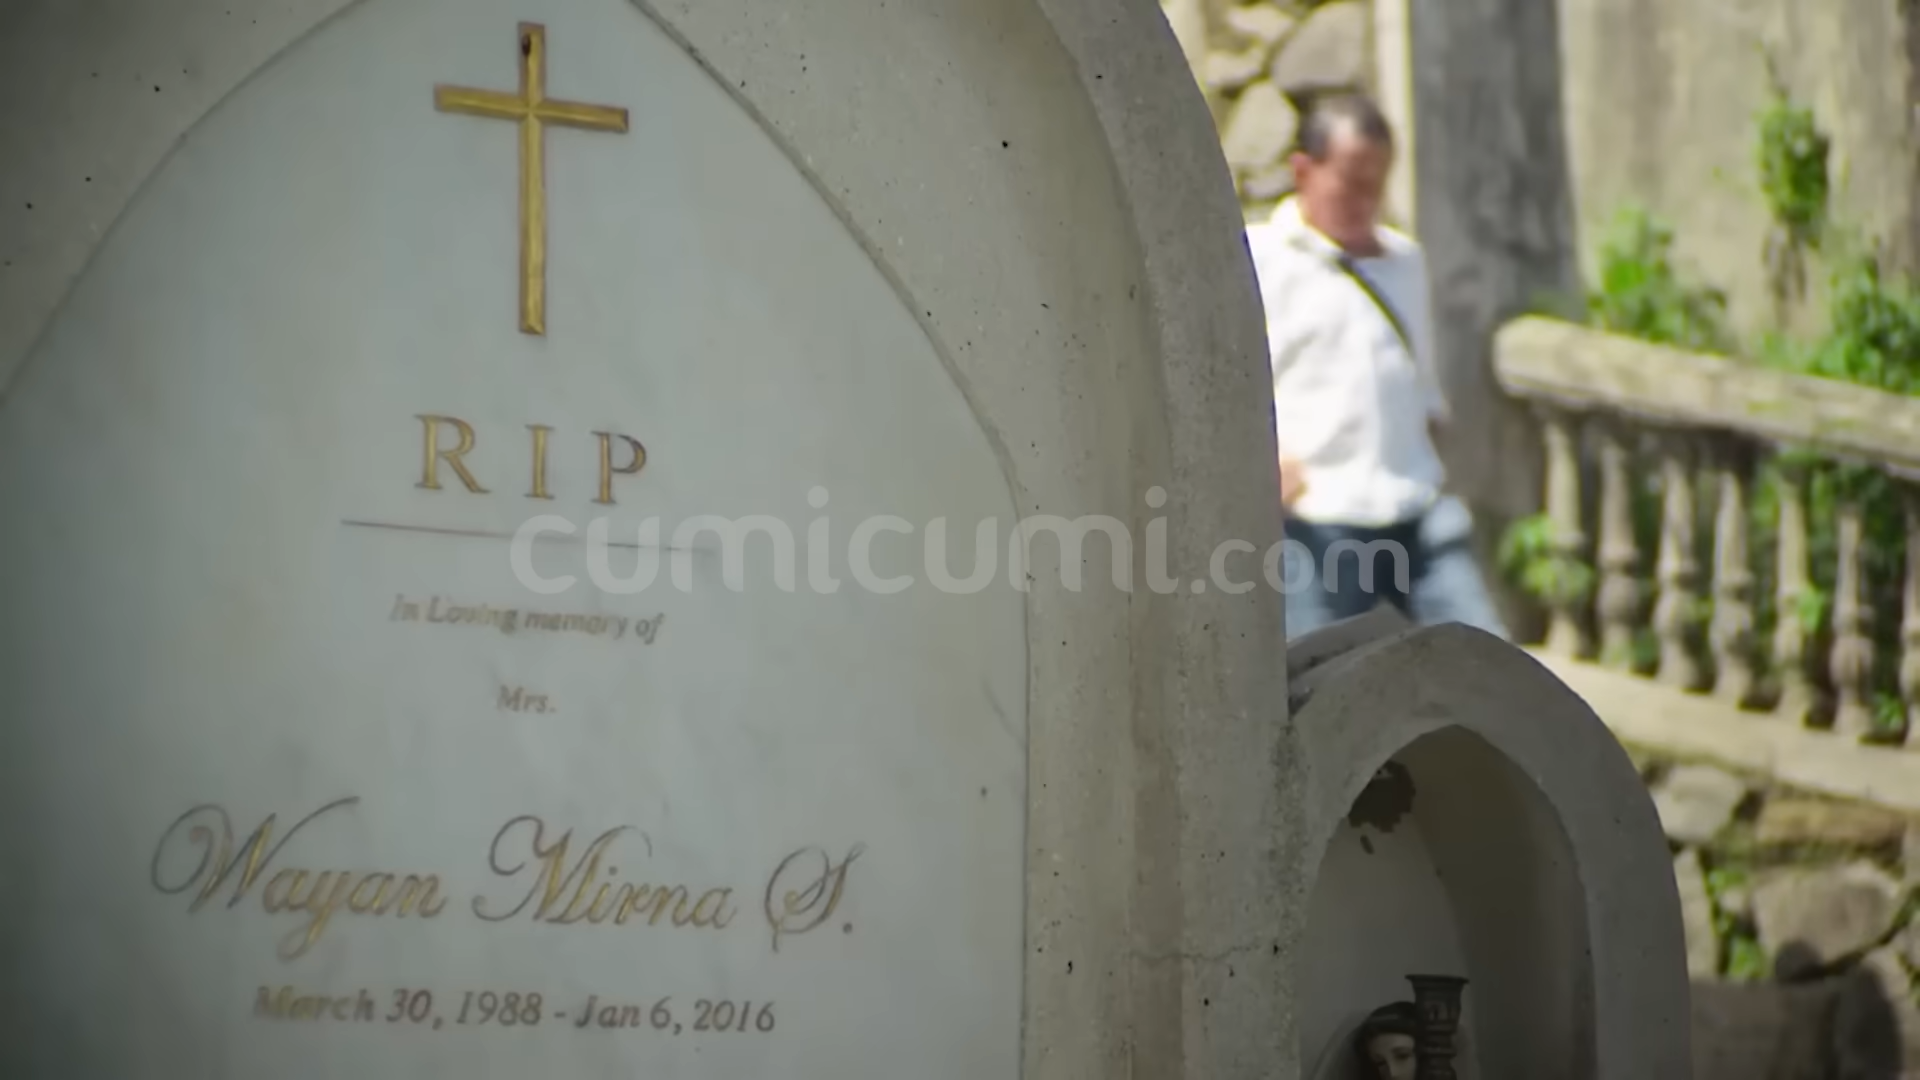 RIP
cumicumi.com
In Loving memory of
Mrs.
Wayan Mirna S.
March 30, 1988 - Jan 6, 2016